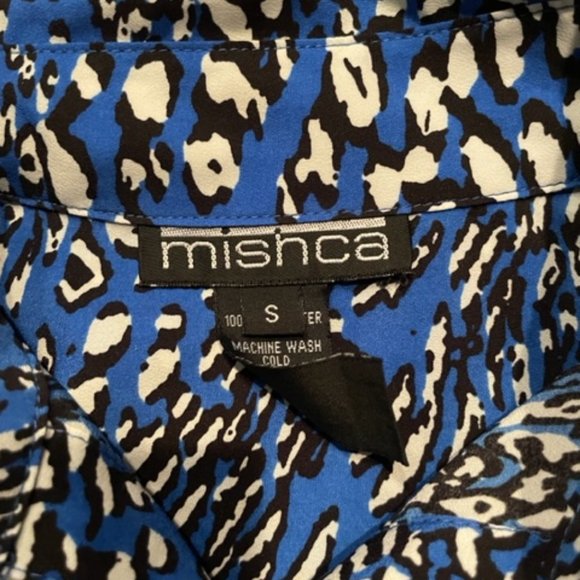 mishca
S
100 TER
MACHINE WASH
COLD